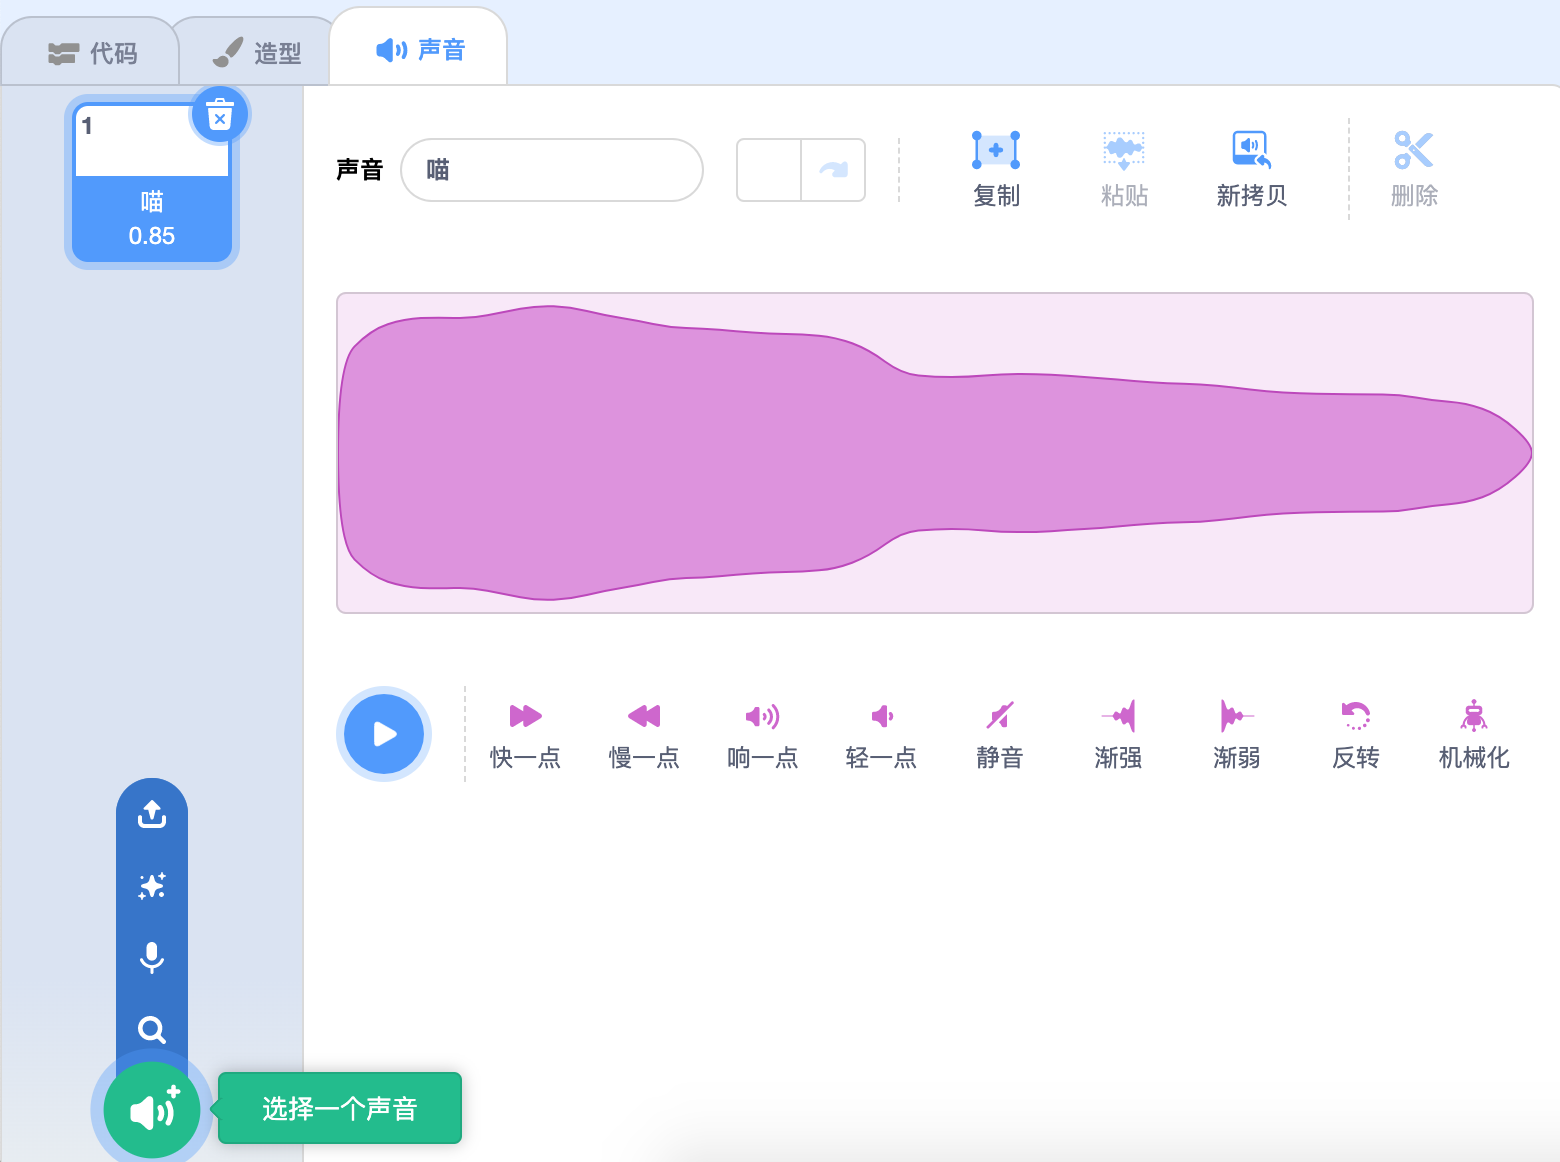 代码
造型
声音
1
喵
0.85
声音
喵
复制
粘贴
新拷贝
删除
快一点
慢一点
响一点
轻一点
静音
渐强
渐弱
反转
机械化
选择一个声音